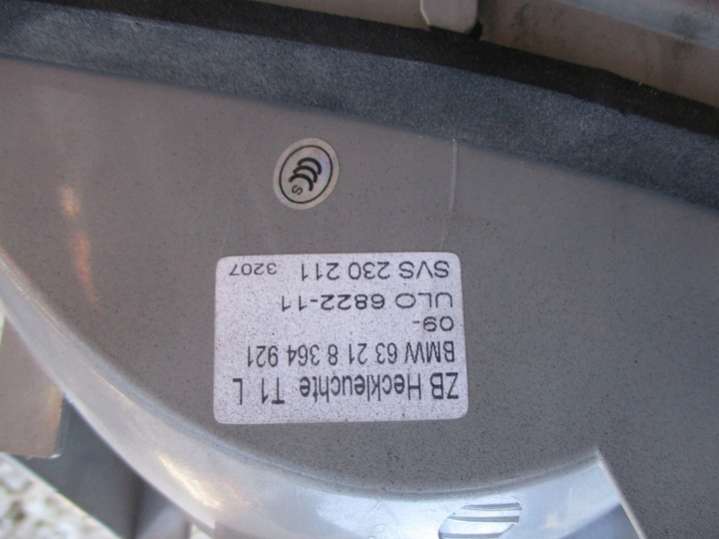 ZB Heckleuchte T1 L
BMW 63 21 8 364 921
09-
ULO 6822-11
SVS 230 211 3207
S